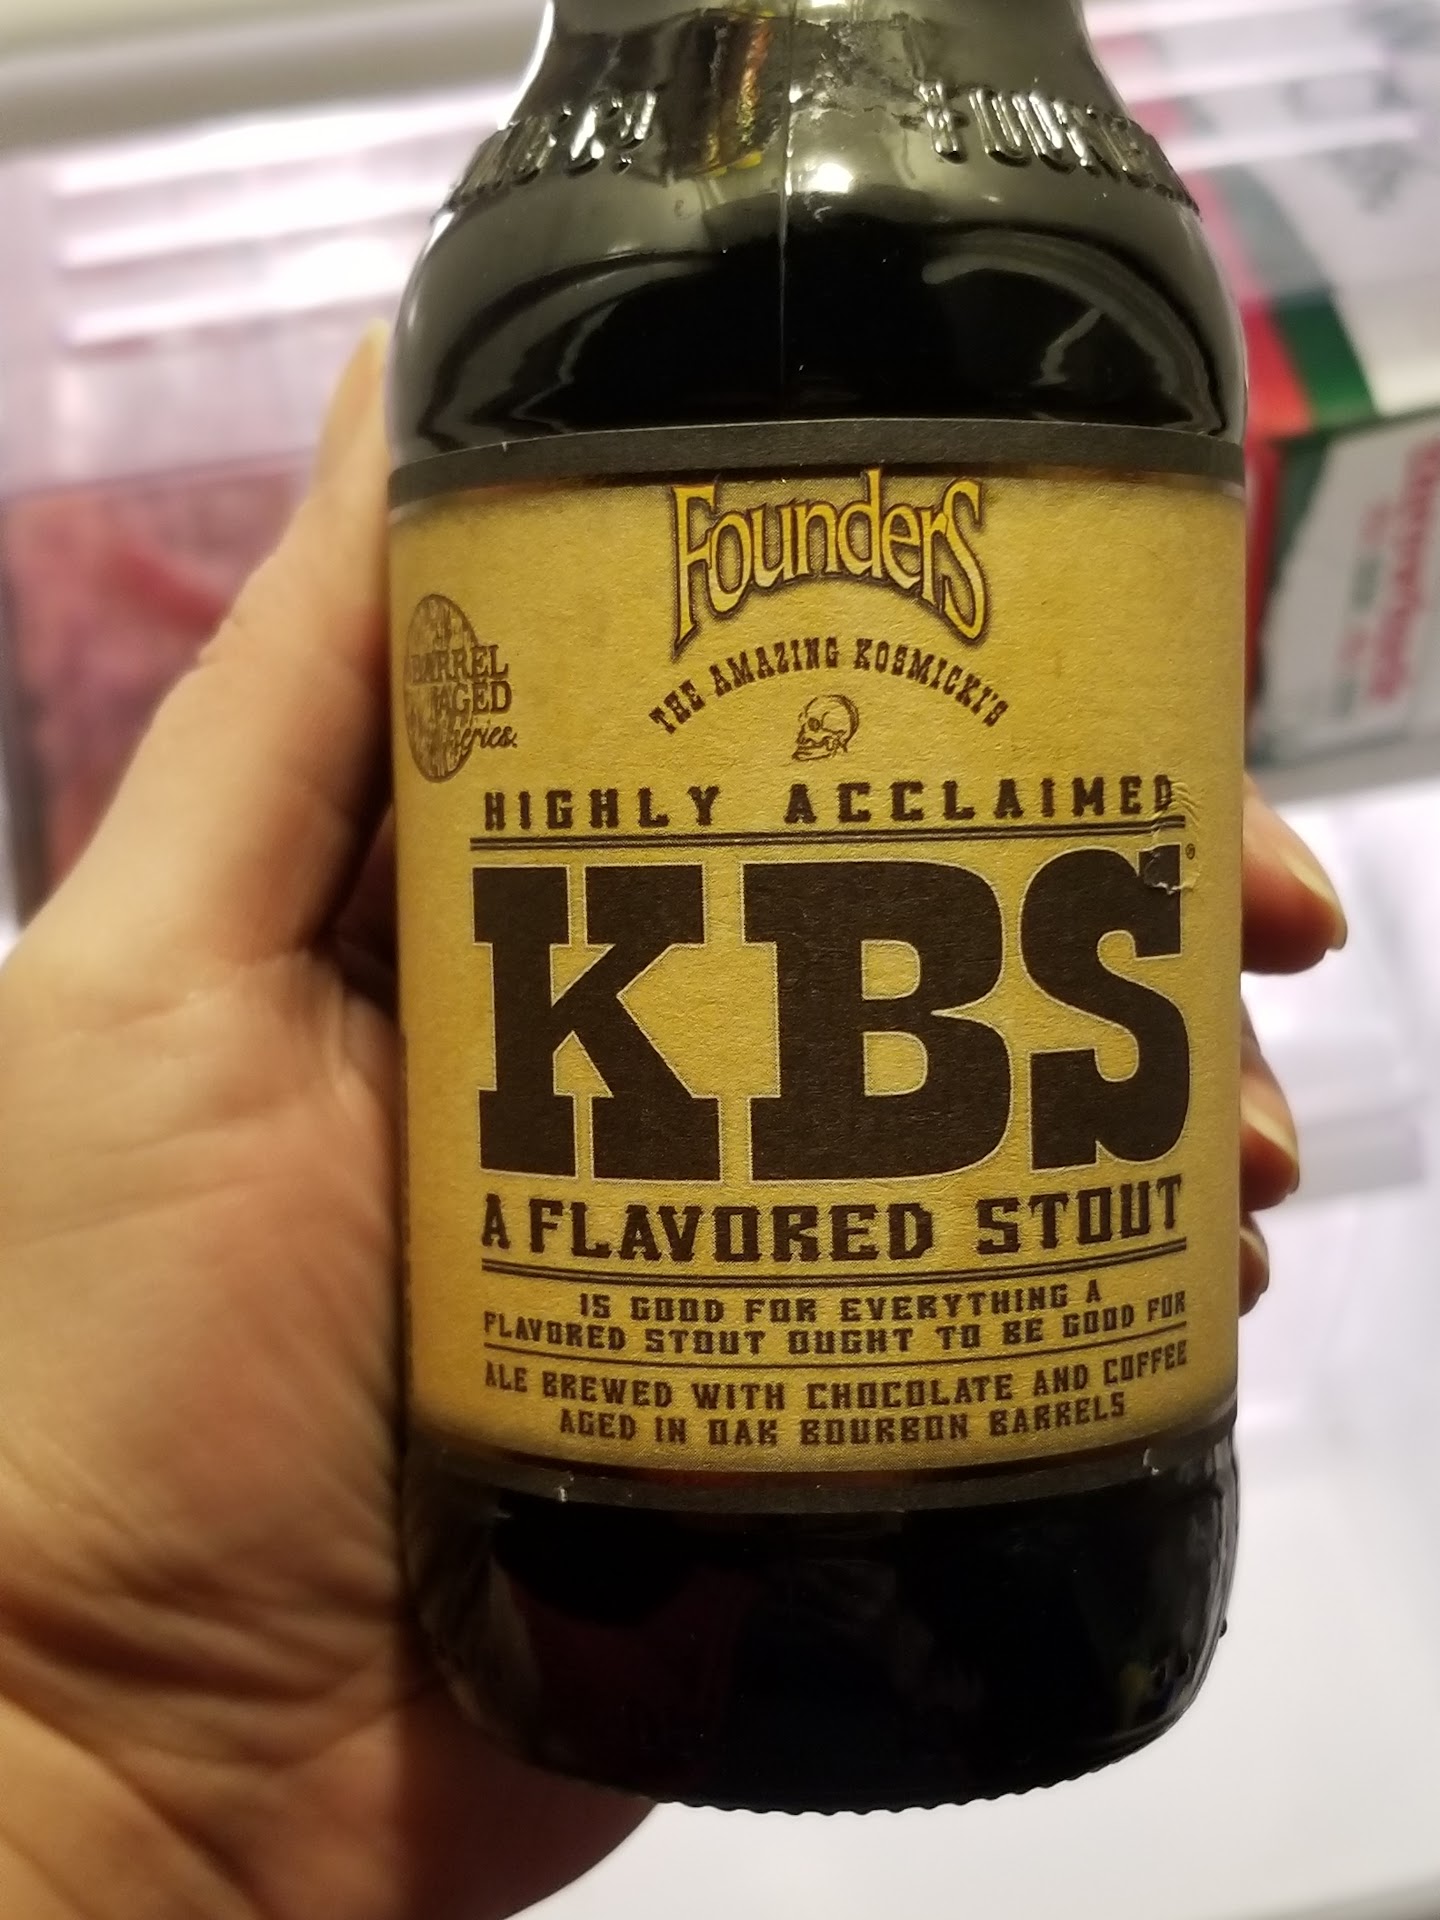 Founders
THE AMAZING KOSMICKI'S
BARREL
AGED
Series.
HIGHLY ACCLAIMED
KBS®
A FLAVORED STOUT
IS GOOD FOR EVERYTHING A
FLAVORED STOUT OUGHT TO BE GOOD FOR
ALE BREWED WITH CHOCOLATE AND COFFEE
AGED IN OAK BOURBON BARRELS